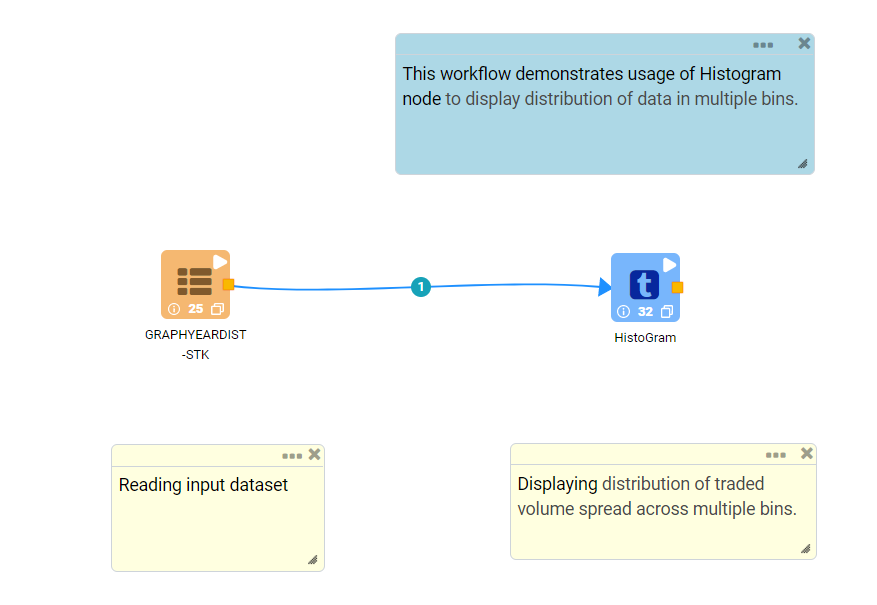 This workflow demonstrates usage of Histogram
node to display distribution of data in multiple bins.
1
25
32
GRAPHYEARDIST
-STK
HistoGram
Reading input dataset
Displaying distribution of traded
volume spread across multiple bins.